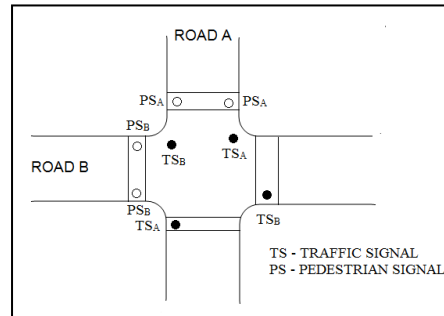 ROAD A
PSA PSA
PSB
ROAD B
TSB
TSA
PSB
TSA
TSB
TS - TRAFFIC SIGNAL
PS - PEDESTRIAN SIGNAL